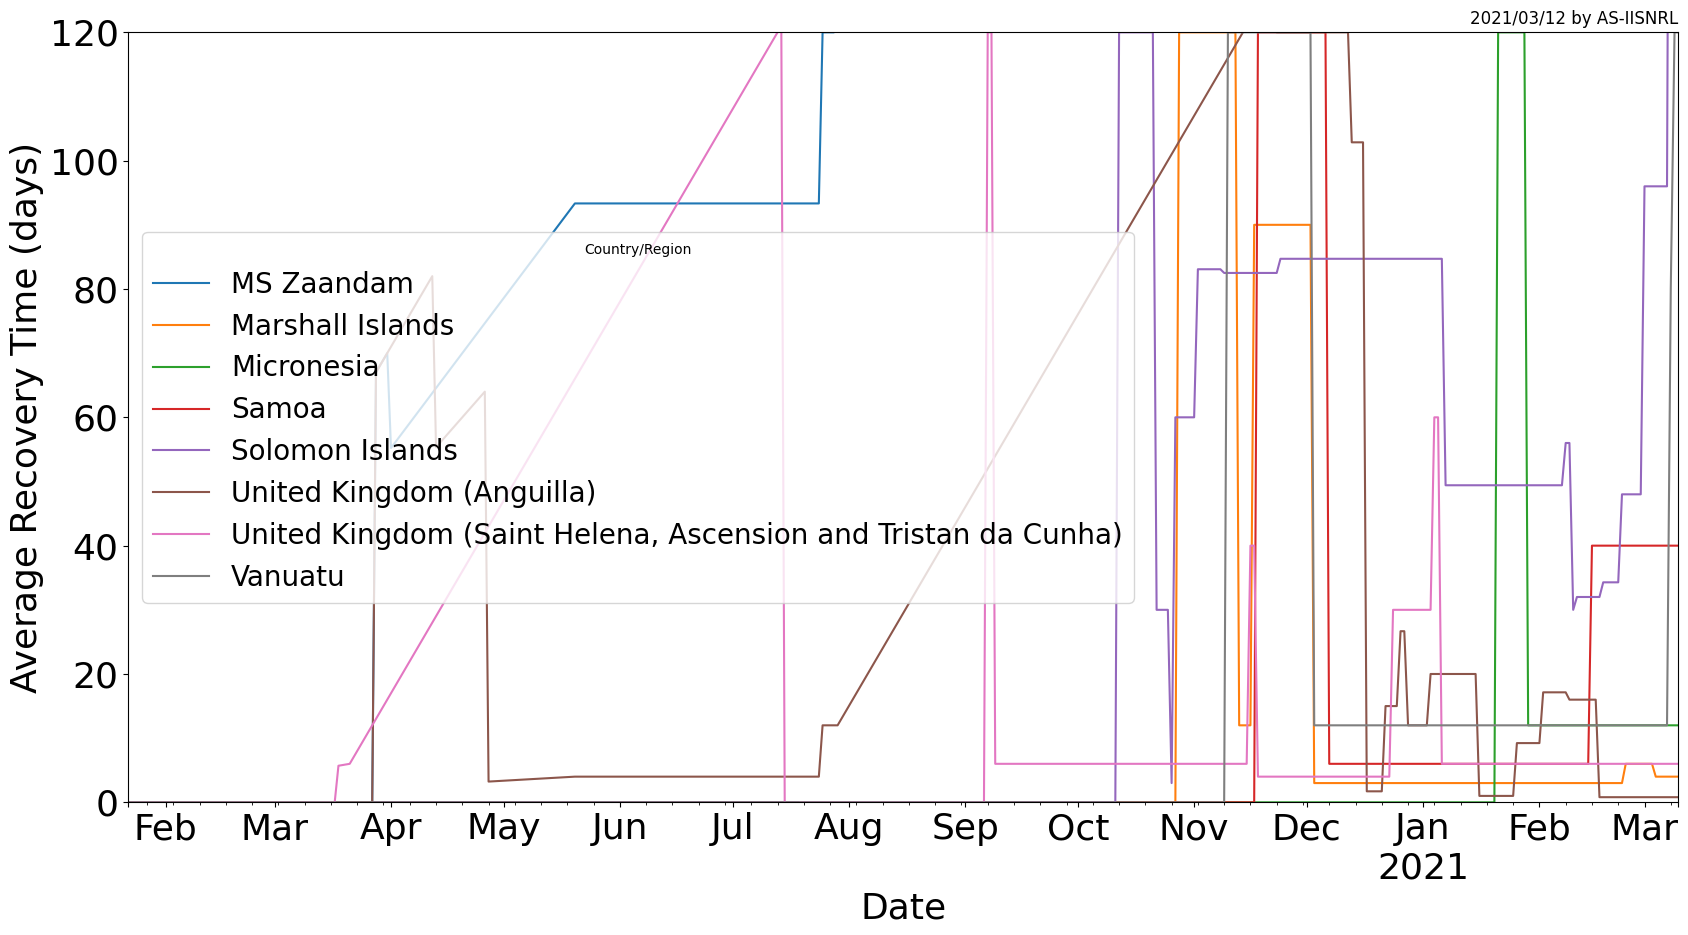 2021/03/12 by AS-IISNRL
120
100
80
60
40
20
0
Average Recovery Time (days)
Country/Region
MS Zaandam
Marshall Islands
Micronesia
Samoa
Solomon Islands
United Kingdom (Anguilla)
United Kingdom (Saint Helena, Ascension and Tristan da Cunha)
Vanuatu
Feb Mar Apr May Jun Jul Aug Sep Oct Nov Dec Jan Feb Mar
2021
Date